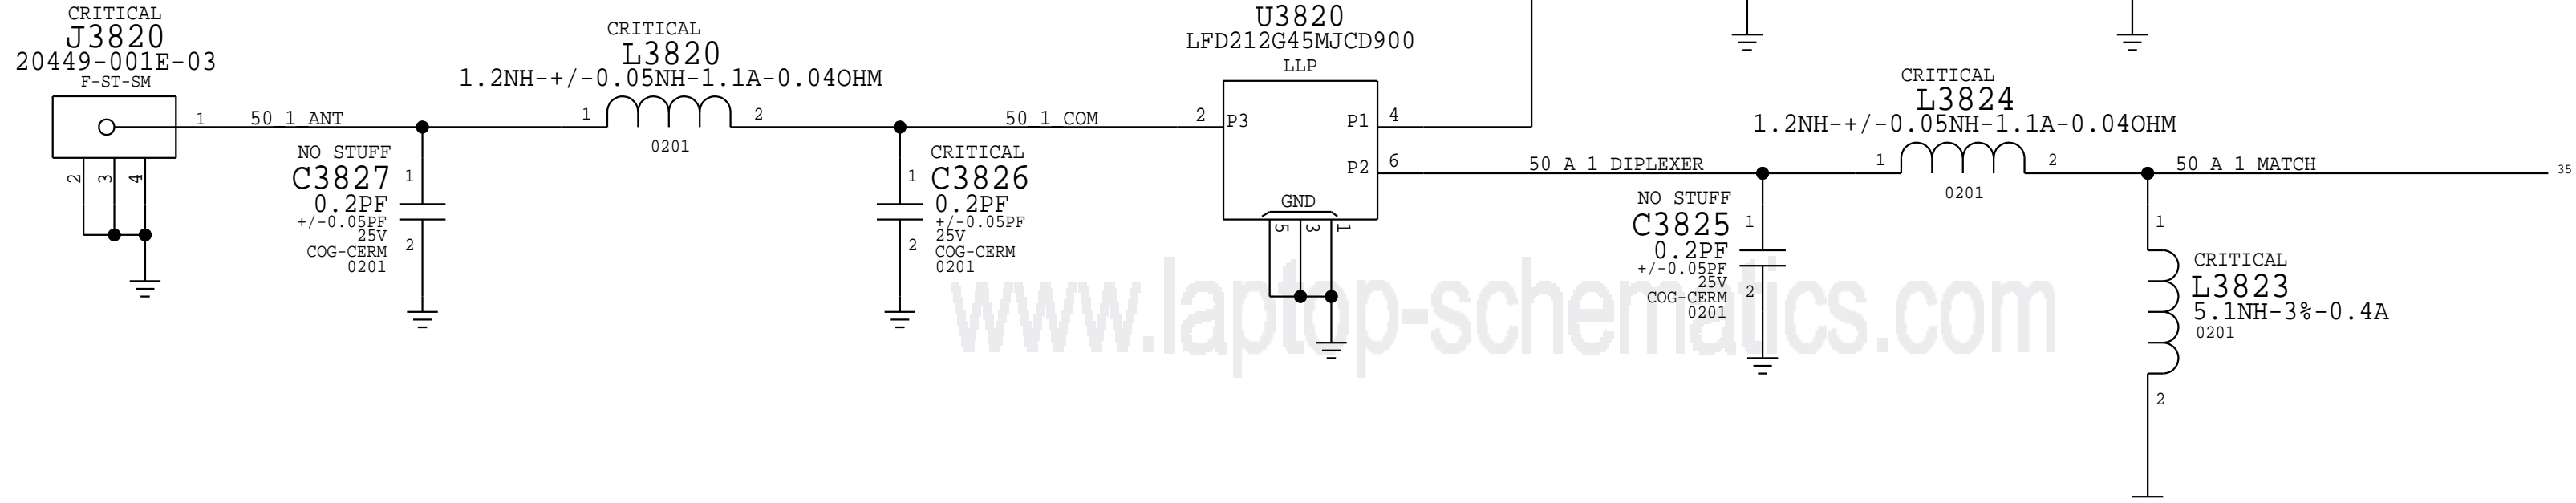 CRITICAL
J3820
20449-001E-03
F-ST-SM
1
50_1_ANT
2
3
4
NO STUFF
C3827
1
0.2PF
+/-0.05PF
25V
2
COG-CERM
0201
CRITICAL
L3820
1.2NH-+/-0.05NH-1.1A-0.04OHM
1
2
0201
50_1_COM
CRITICAL
1
C3826
0.2PF
+/-0.05PF
25V
2
COG-CERM
0201
U3820
LFD212G45MJCD900
LLP
2
P3
P1
4
P2
6
GND
5
3
1
50_A_1_DIPLEXER
NO STUFF
C3825
1
0.2PF
+/-0.05PF
25V
2
COG-CERM
0201
CRITICAL
L3824
1.2NH-+/-0.05NH-1.1A-0.04OHM
1
2
0201
50_A_1_MATCH
35
1
CRITICAL
L3823
5.1NH-3%-0.4A
0201
2
www.laptop-schematics.com